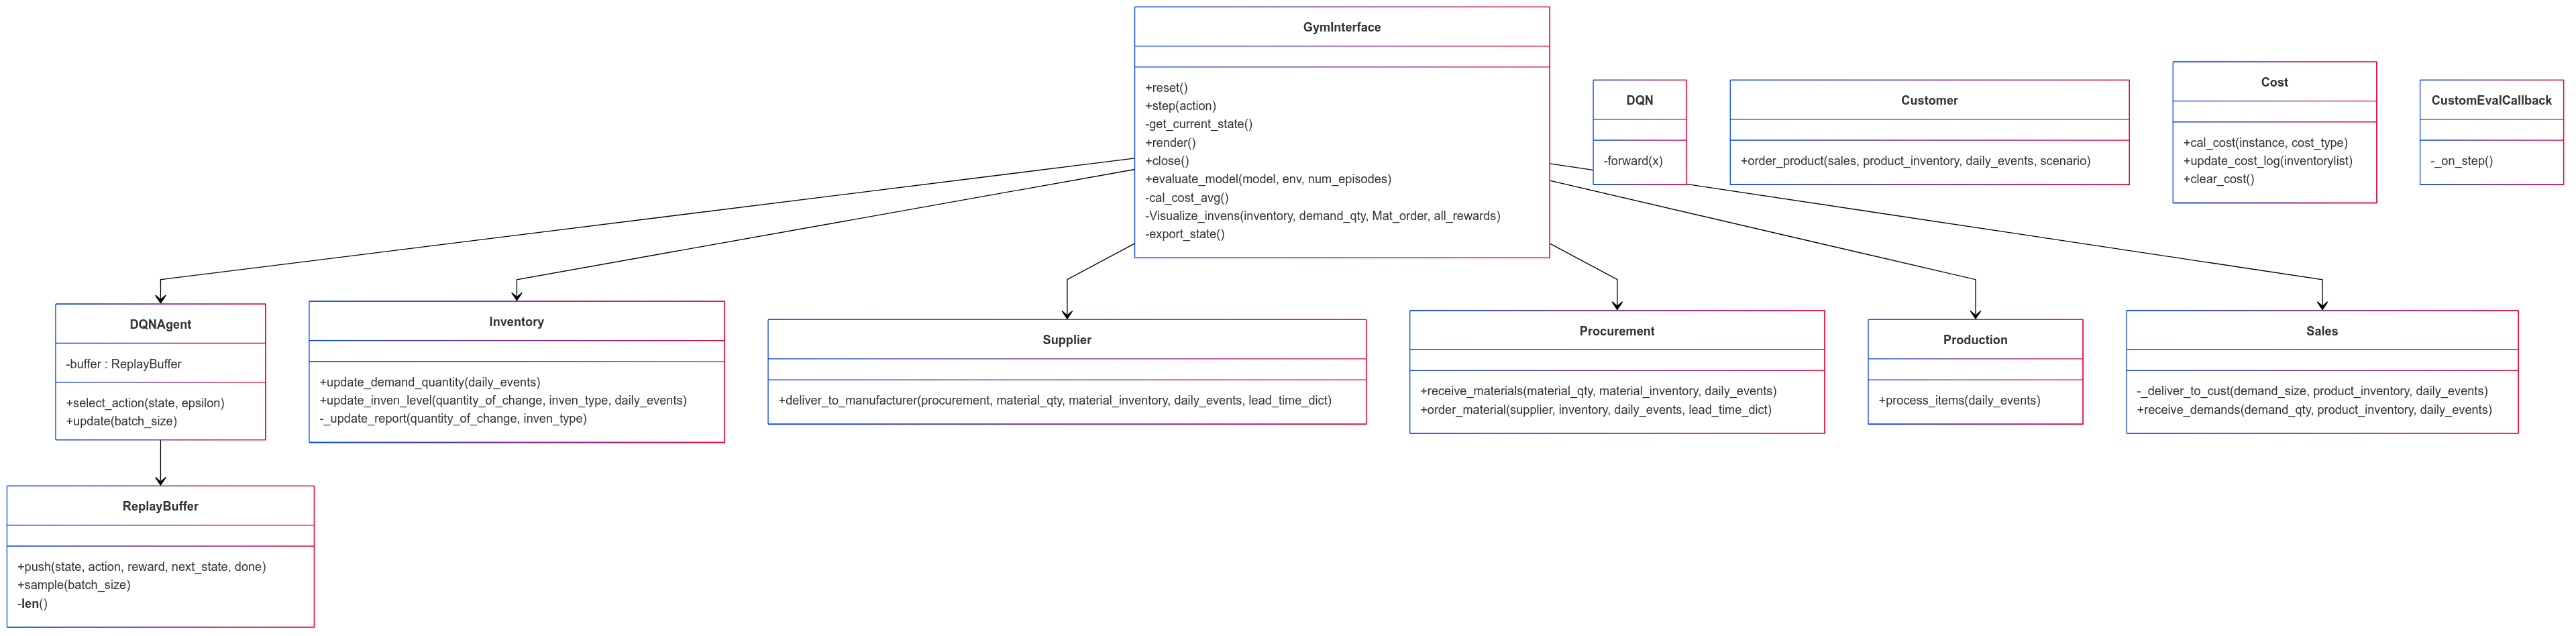 GymInterface
+reset()
+step(action)
-get_current_state()
+render()
+close()
+evaluate_model(model, env, num_episodes)
-cal_cost_avg()
-Visualize_invens(inventory, demand_qty, Mat_order, all_rewards)
-export_state()
DQN
-forward(x)
Customer
+order_product(sales, product_inventory, daily_events, scenario)
Cost
+cal_cost(instance, cost_type)
+update_cost_log(inventorylist)
+clear_cost()
CustomEvalCallback
-_on_step()
DQNAgent
-buffer : ReplayBuffer
+select_action(state, epsilon)
+update(batch_size)
Inventory
+update_demand_quantity(daily_events)
+update_inven_level(quantity_of_change, inven_type, daily_events)
-_update_report(quantity_of_change, inven_type)
Supplier
+deliver_to_manufacturer(procurement, material_qty, material_inventory, daily_events, lead_time_dict)
Procurement
+receive_materials(material_qty, material_inventory, daily_events)
+order_material(supplier, inventory, daily_events, lead_time_dict)
Production
+process_items(daily_events)
Sales
-_deliver_to_cust(demand_size, product_inventory, daily_events)
+receive_demands(demand_qty, product_inventory, daily_events)
ReplayBuffer
+push(state, action, reward, next_state, done)
+sample(batch_size)
-len()